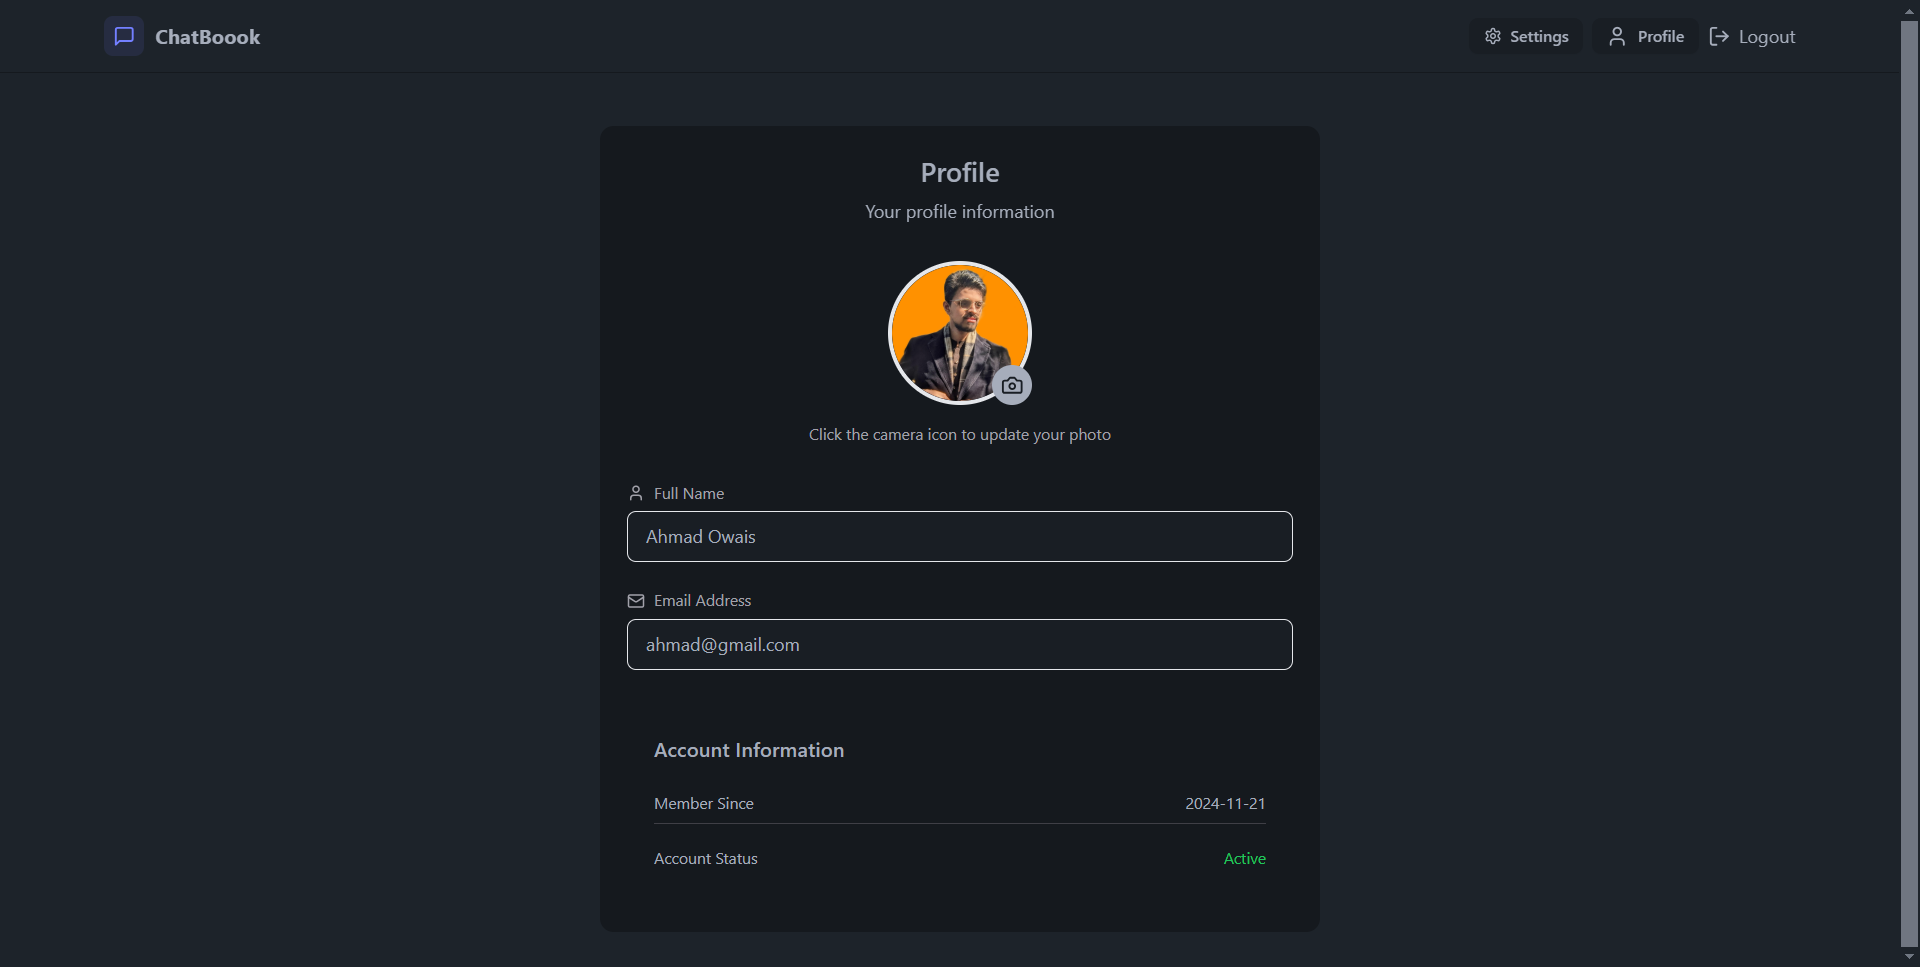 ChatBoook
Settings
Profile
Logout
Profile
Your profile information
Click the camera icon to update your photo
Full Name
Ahmad Owais
Email Address
ahmad@gmail.com
Account Information
Member Since 2024-11-21
Account Status Active